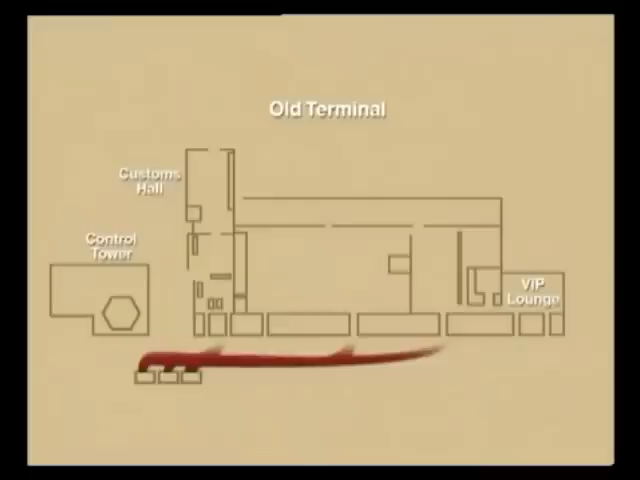 Old Terminal
Customs
Hall
Control
Tower
VIP
Lounge